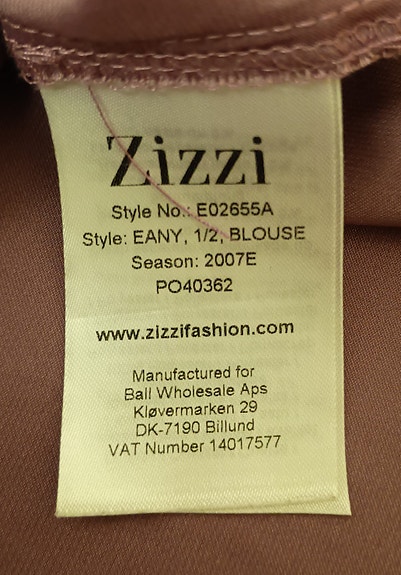 Zizzi
Style No.: E02655A
Style: EANY, 1/2, BLOUSE
Season: 2007E
PO40362
www.zizzifashion.com
Manufactured for
Ball Wholesale Aps
Kløvermarken 29
DK-7190 Billund
VAT Number 14017577